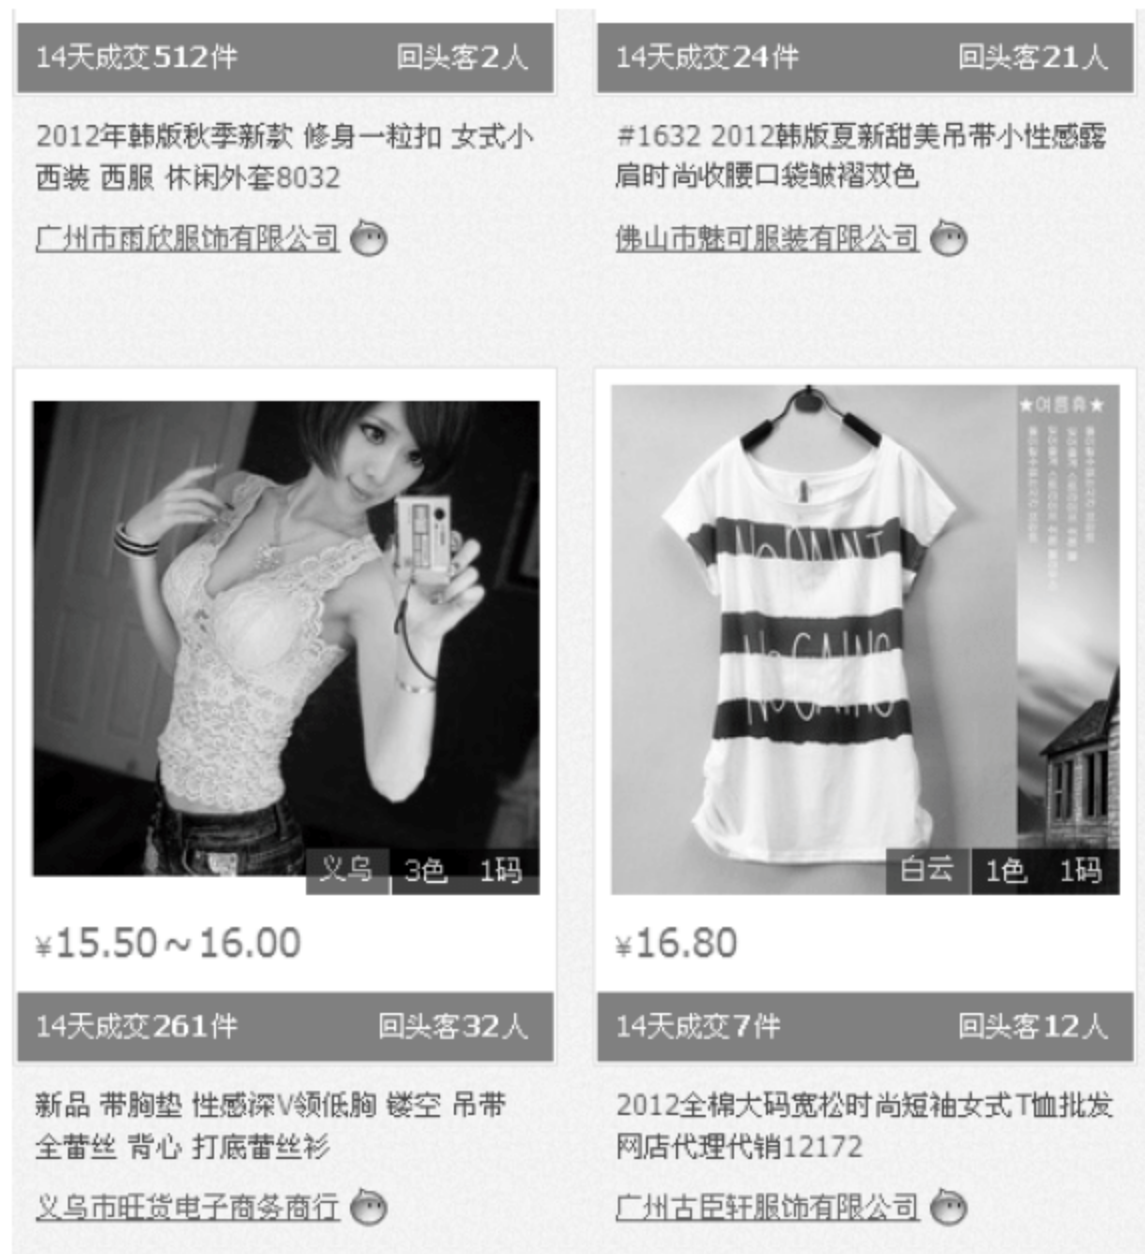 14天成交512件 回头客2人
14天成交24件 回头客21人
2012年韩版秋季新款 修身一粒扣 女式小
西装 西服 休闲外套8032
#1632 2012韩版夏新甜美吊带小性感露
肩时尚收腰口袋皱褶双色
广州市雨欣服饰有限公司
佛山市魅可服装有限公司
★여름휴★
No PAINT
No GAINS
No GAINS
义乌 3色 1码
白云 1色 1码
¥15.50~16.00
¥16.80
14天成交261件 回头客32人
14天成交7件 回头客12人
新品 带胸垫 性感深V领低胸 镂空 吊带
全蕾丝 背心 打底蕾丝衫
2012全棉大码宽松时尚短袖女式T恤批发
网店代理代销12172
义乌市旺货电子商务商行
广州古臣轩服饰有限公司